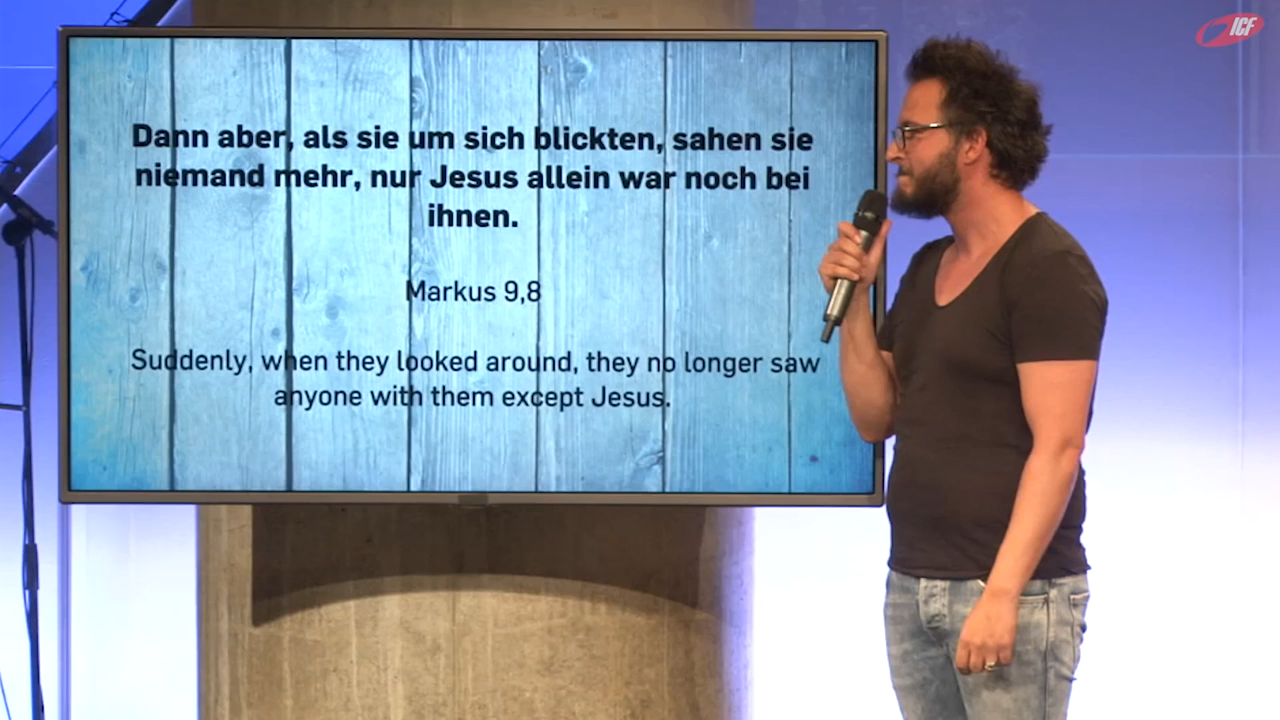 ICF
Dann aber, als sie um sich blickten, sahen sie
niemand mehr, nur Jesus allein war noch bei
ihnen.
Markus 9,8
Suddenly, when they looked around, they no longer saw
anyone with them except Jesus.